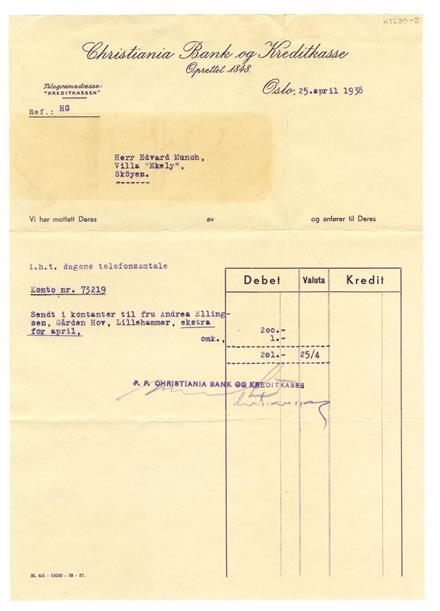 K5620-2
Christiania Bank og Kreditkasse
Oprettet 1848.
Telegramadresse:
"KREDITKASSEN"
Oslo, 25.april 1938
Ref.: HG
Herr Edvard Munch,
Villa "Ekely",
Sköyen.
Vi har mottatt Deres av og anfører til Deres
i.h.t. dagens telefonsamtale
Debet Valuta Kredit
Konto nr. 73219
Sendt i kontanter til fru Andrea Elling-
sen, Gården Hov, Lillehammer, ekstra
for april, 200.-
omk., 1.-
201.- 25/4
P. P. CHRISTIANIA BANK OG KREDITKASSE